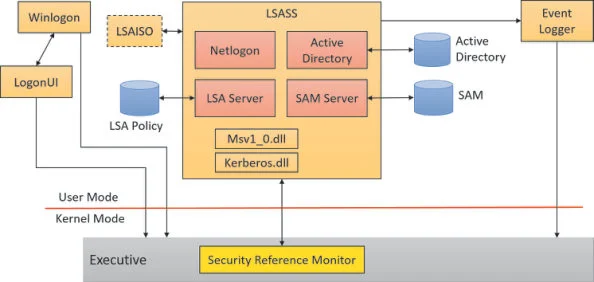 Winlogon
LSASS
Event
Logger
LSAISO
Netlogon
Active
Directory
Active
Directory
LogonUI
LSA Server
SAM Server
SAM
LSA Policy
Msv1_0.dll
Kerberos.dll
User Mode
Kernel Mode
Executive
Security Reference Monitor